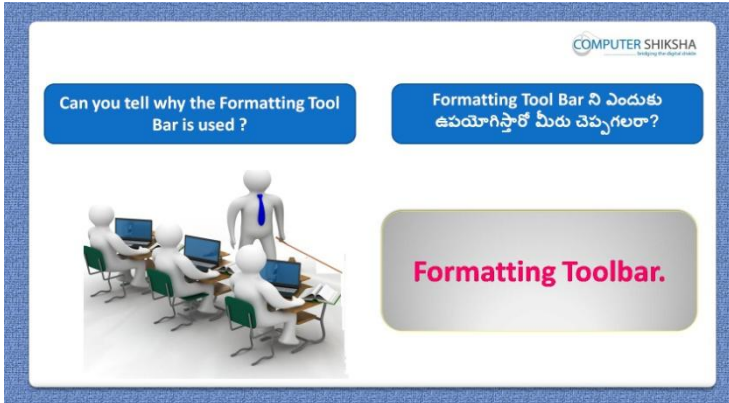 COMPUTER SHIKSHA
bridging the digital divide
Can you tell why the Formatting Tool
Bar is used ?
Formatting Tool Bar ని ఎందుకు
ఉపయోగిస్తారో మీరు చెప్పగలరా?
Formatting Toolbar.